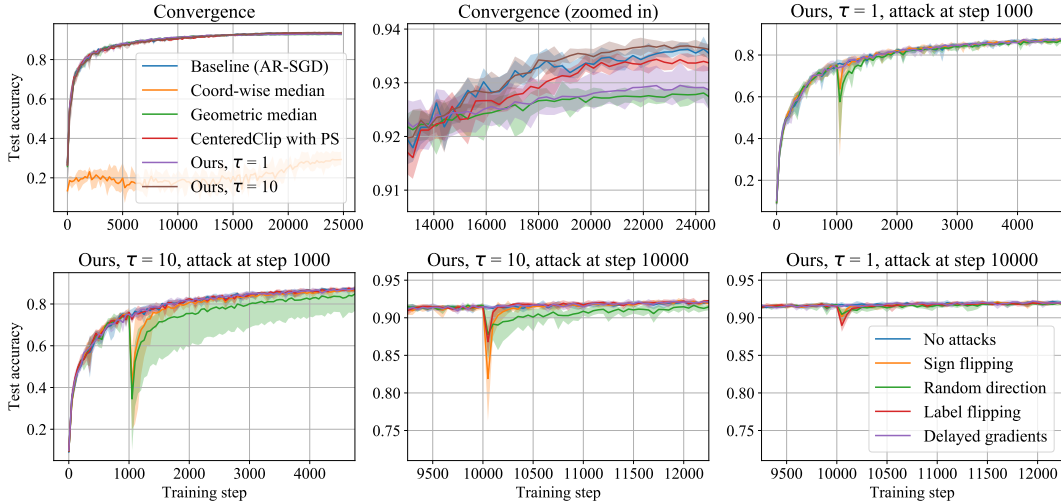 Convergence
Test accuracy
0.8
0.6
0.4
0.2
0
5000
10000
15000
20000
25000
Baseline (AR-SGD)
Coord-wise median
Geometric median
CenteredClip with PS
Ours, τ = 1
Ours, τ = 10
Convergence (zoomed in)
0.94
0.93
0.92
0.91
14000
16000
18000
20000
22000
24000
Ours, τ = 1, attack at step 1000
0.8
0.6
0.4
0.2
0
1000
2000
3000
4000
Ours, τ = 10, attack at step 1000
Test accuracy
0.8
0.6
0.4
0.2
0
1000
2000
3000
4000
Training step
Ours, τ = 10, attack at step 10000
0.95
0.90
0.85
0.80
0.75
9500
10000
10500
11000
11500
12000
Training step
Ours, τ = 1, attack at step 10000
0.95
0.90
0.85
0.80
0.75
No attacks
Sign flipping
Random direction
Label flipping
Delayed gradients
9500
10000
10500
11000
11500
12000
Training step